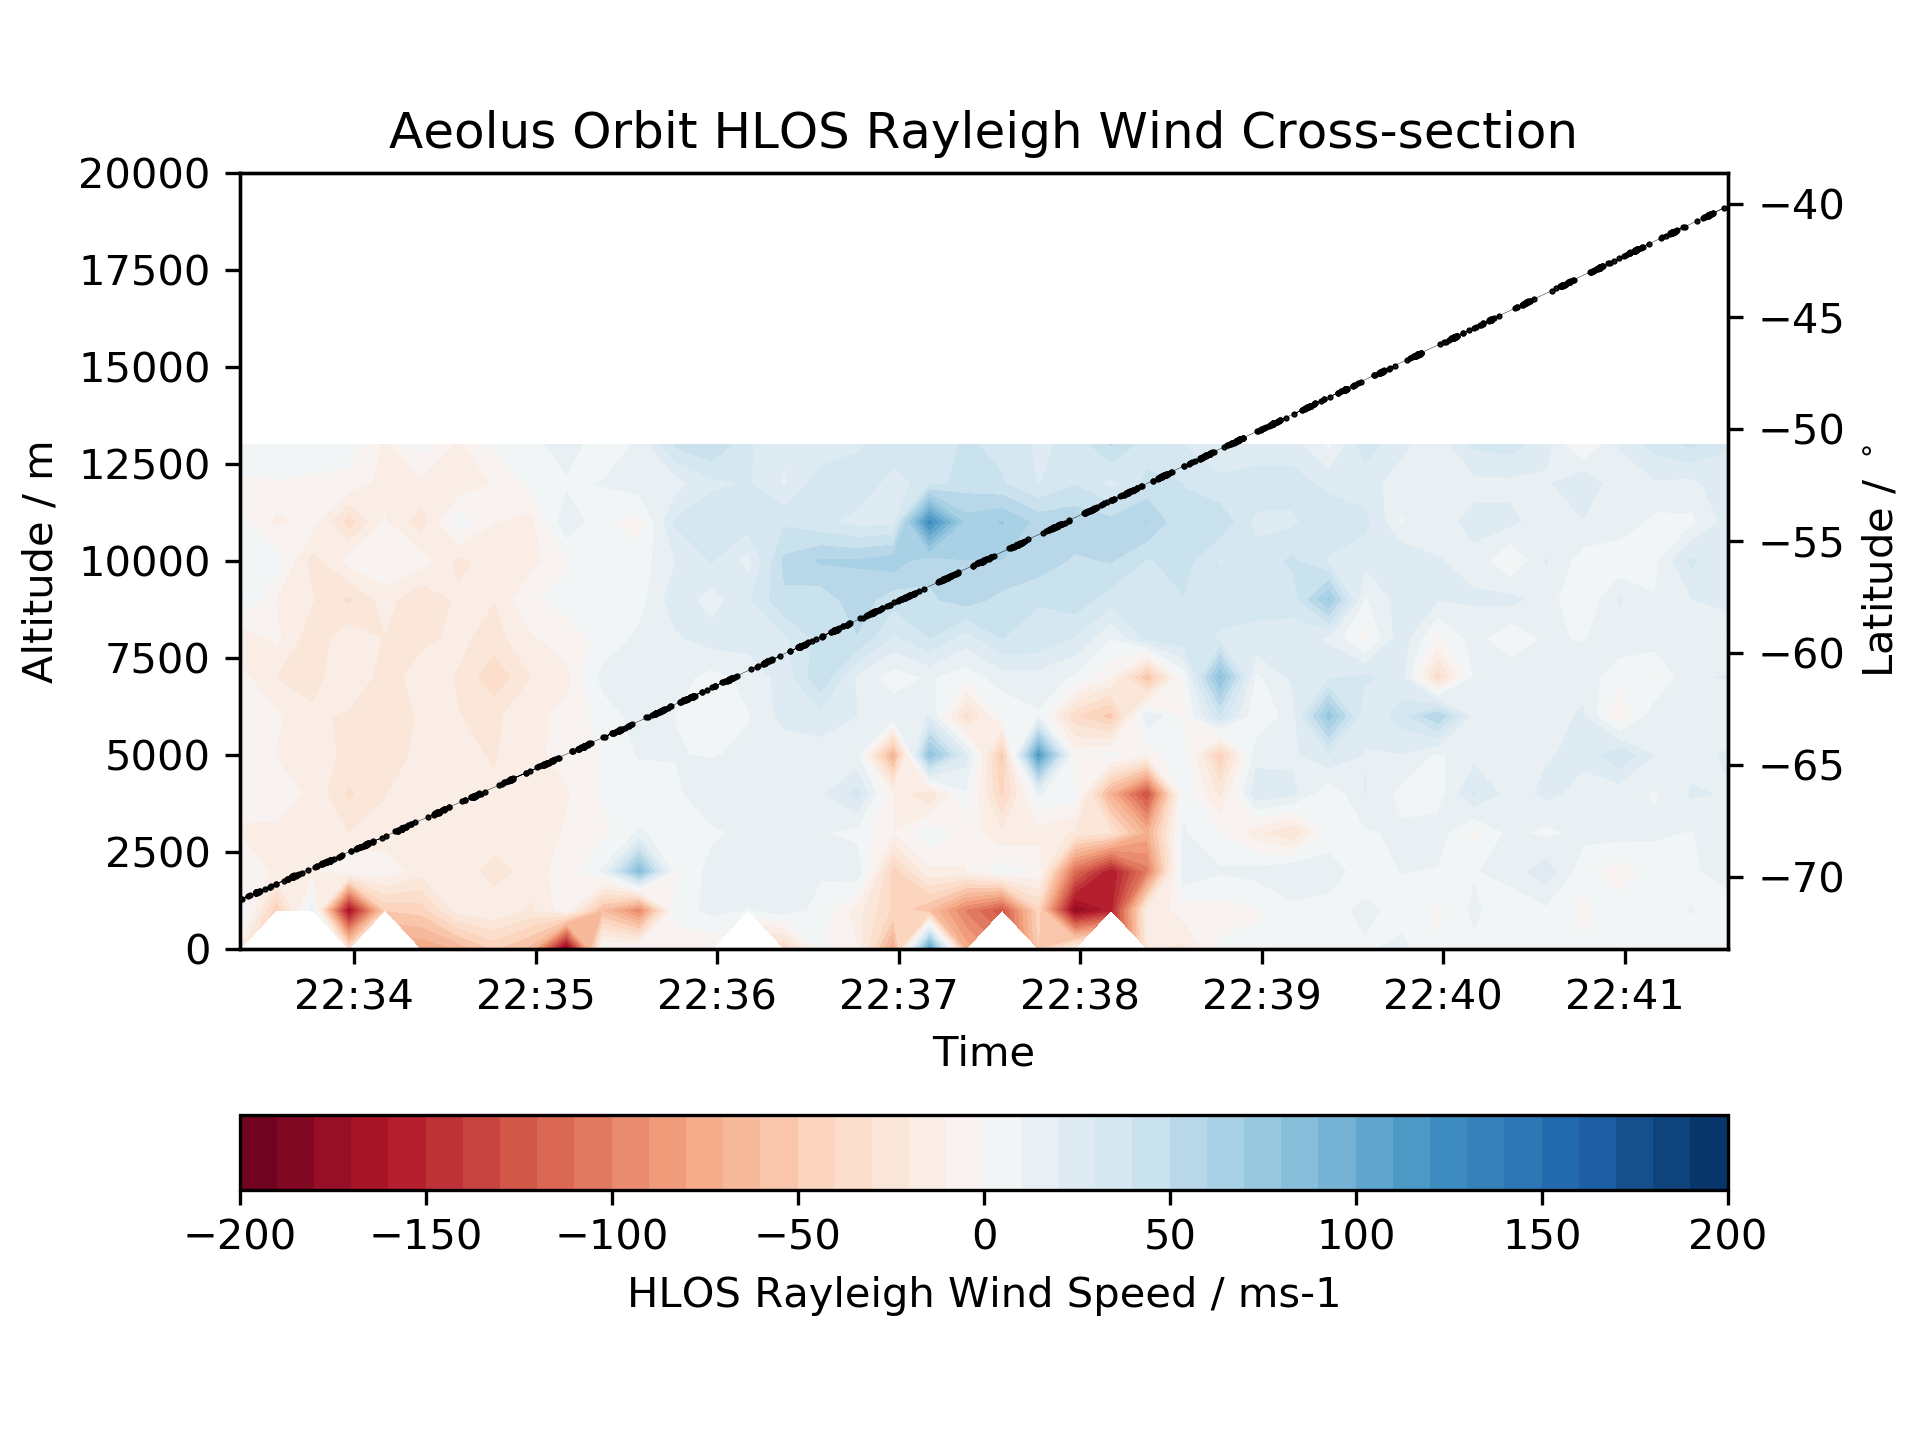 Aeolus Orbit HLOS Rayleigh Wind Cross-section
20000
17500
15000
12500
10000
7500
5000
2500
0
Altitude / m
−40
−45
−50
−55
−60
−65
−70
Latitude / °
22:34 22:35 22:36 22:37 22:38 22:39 22:40 22:41
Time
−200 −150 −100 −50 0 50 100 150 200
HLOS Rayleigh Wind Speed / ms-1